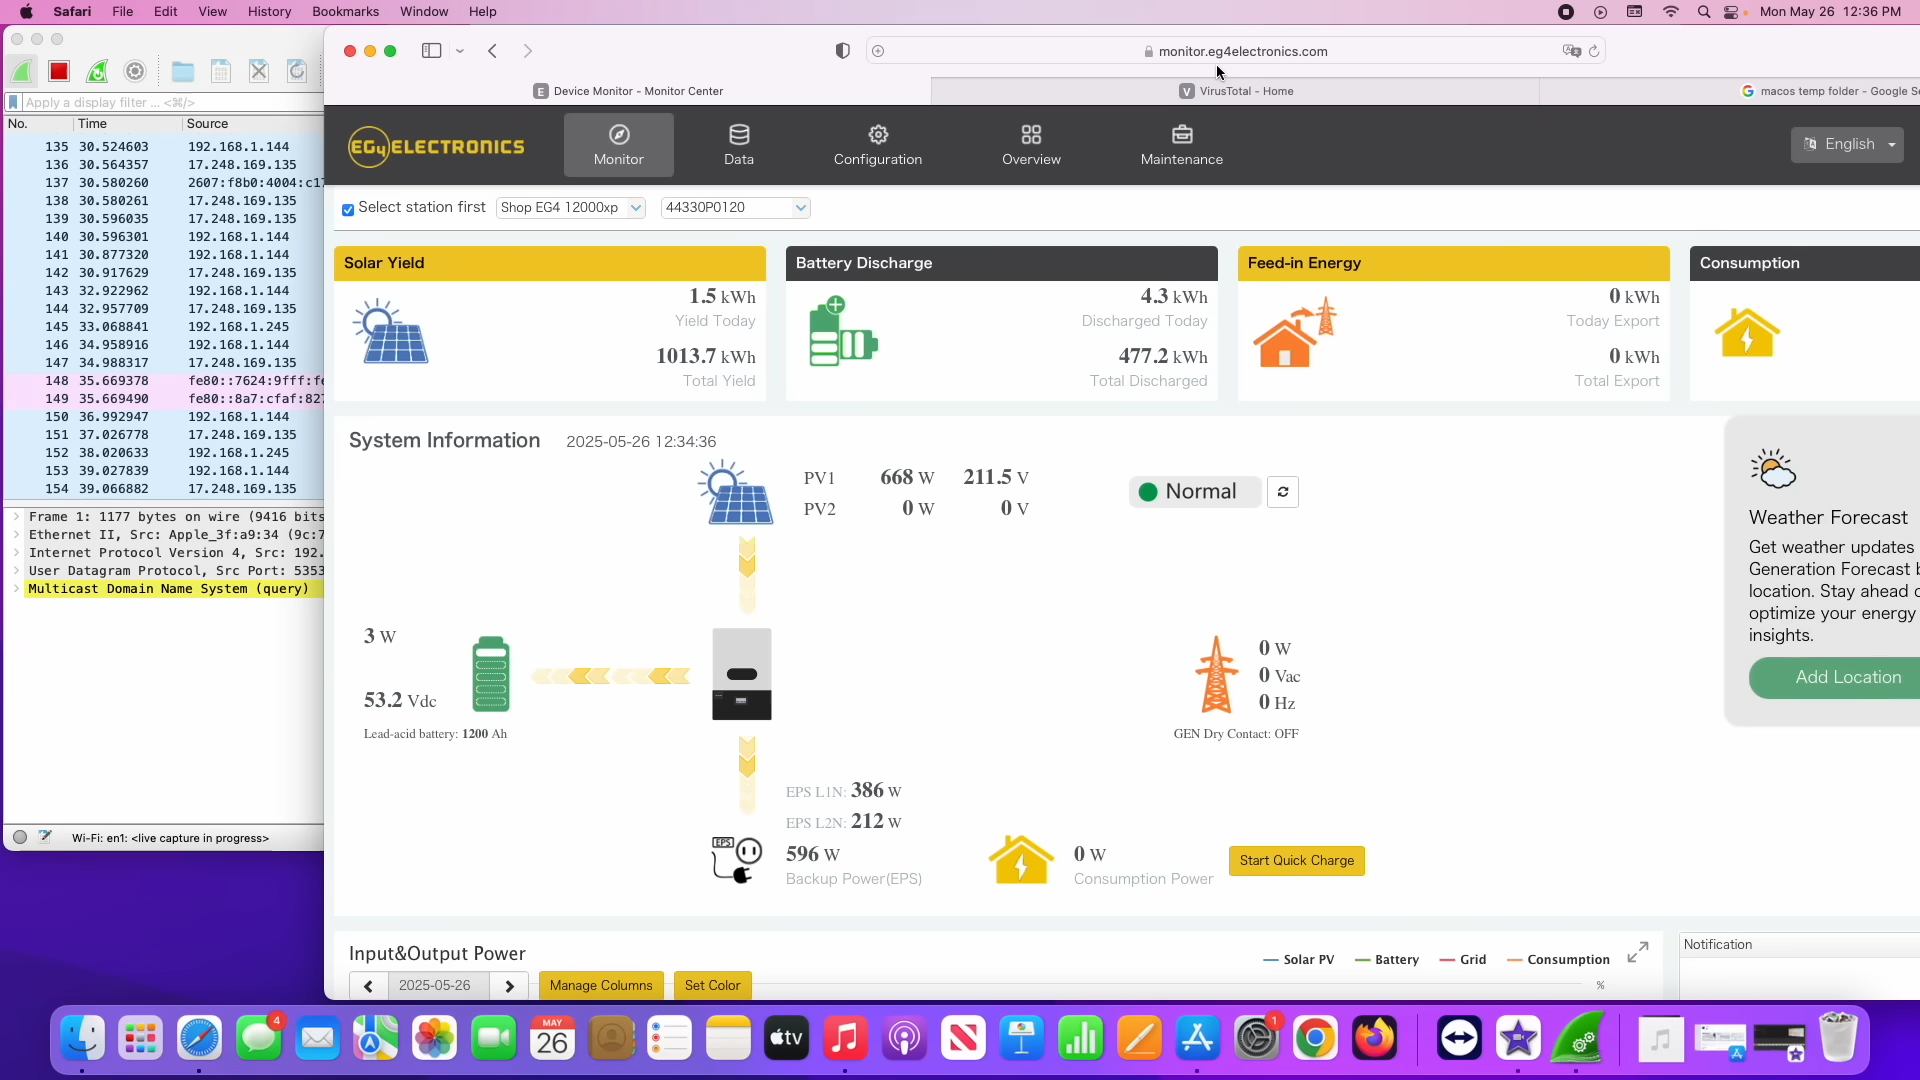 Safari File Edit View History Bookmarks Window Help Mon May 26 12:36 PM
monitor.eg4electronics.com
E Device Monitor - Monitor Center
V VirusTotal - Home
G macos temp folder - Google Se
Apply a display filter ... <⌘/>
No. Time Source
135 30.524603 192.168.1.144
136 30.564357 17.248.169.135
137 30.580260 2607:f8b0:4004:c17
138 30.580261 17.248.169.135
139 30.596035 17.248.169.135
140 30.596301 192.168.1.144
141 30.877320 192.168.1.144
142 30.917629 17.248.169.135
143 32.922962 192.168.1.144
144 32.957709 17.248.169.135
145 33.068841 192.168.1.245
146 34.958916 192.168.1.144
147 34.988317 17.248.169.135
148 35.669378 fe80::7624:9fff:fe
149 35.669490 fe80::8a7:cfaf:827
150 36.992947 192.168.1.144
151 37.026778 17.248.169.135
152 38.020633 192.168.1.245
153 39.027839 192.168.1.144
154 39.066882 17.248.169.135
Frame 1: 1177 bytes on wire (9416 bits
Ethernet II, Src: Apple_3f:a9:34 (9c:7
Internet Protocol Version 4, Src: 192.
User Datagram Protocol, Src Port: 5353
Multicast Domain Name System (query)
Wi-Fi: en1: <live capture in progress>
EG4 ELECTRONICS
Monitor
Data
Configuration
Overview
Maintenance
English
Select station first
Shop EG4 12000xp
44330P0120
Solar Yield
1.5 kWh
Yield Today
1013.7 kWh
Total Yield
Battery Discharge
4.3 kWh
Discharged Today
477.2 kWh
Total Discharged
Feed-in Energy
0 kWh
Today Export
0 kWh
Total Export
Consumption
System Information 2025-05-26 12:34:36
PV1 668 W 211.5 V
PV2 0 W 0 V
Normal
3 W
53.2 Vdc
Lead-acid battery: 1200 Ah
0 W
0 Vac
0 Hz
GEN Dry Contact: OFF
EPS L1N: 386 W
EPS L2N: 212 W
EPS
596 W
Backup Power(EPS)
0 W
Consumption Power
Start Quick Charge
Weather Forecast
Get weather updates
Generation Forecast b
location. Stay ahead o
optimize your energy
insights.
Add Location
Input&Output Power
Solar PV Battery Grid Consumption
2025-05-26
Manage Columns
Set Color
%
Notification
4
MAY
26
tv
1